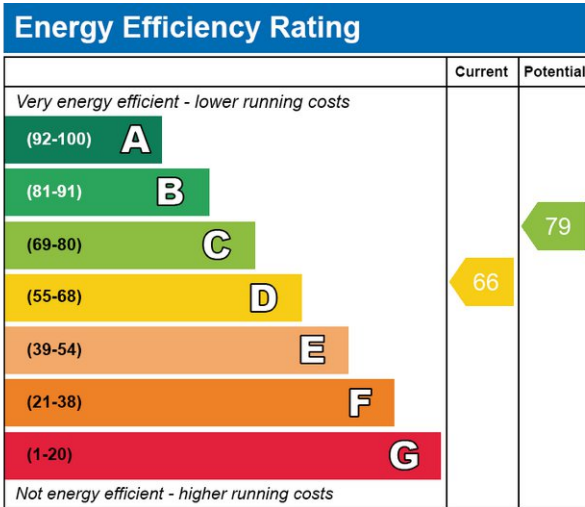 Energy Efficiency Rating
Current Potential
Very energy efficient - lower running costs
(92-100) A
(81-91) B
(69-80) C
79
(55-68) D
66
(39-54) E
(21-38) F
(1-20) G
Not energy efficient - higher running costs